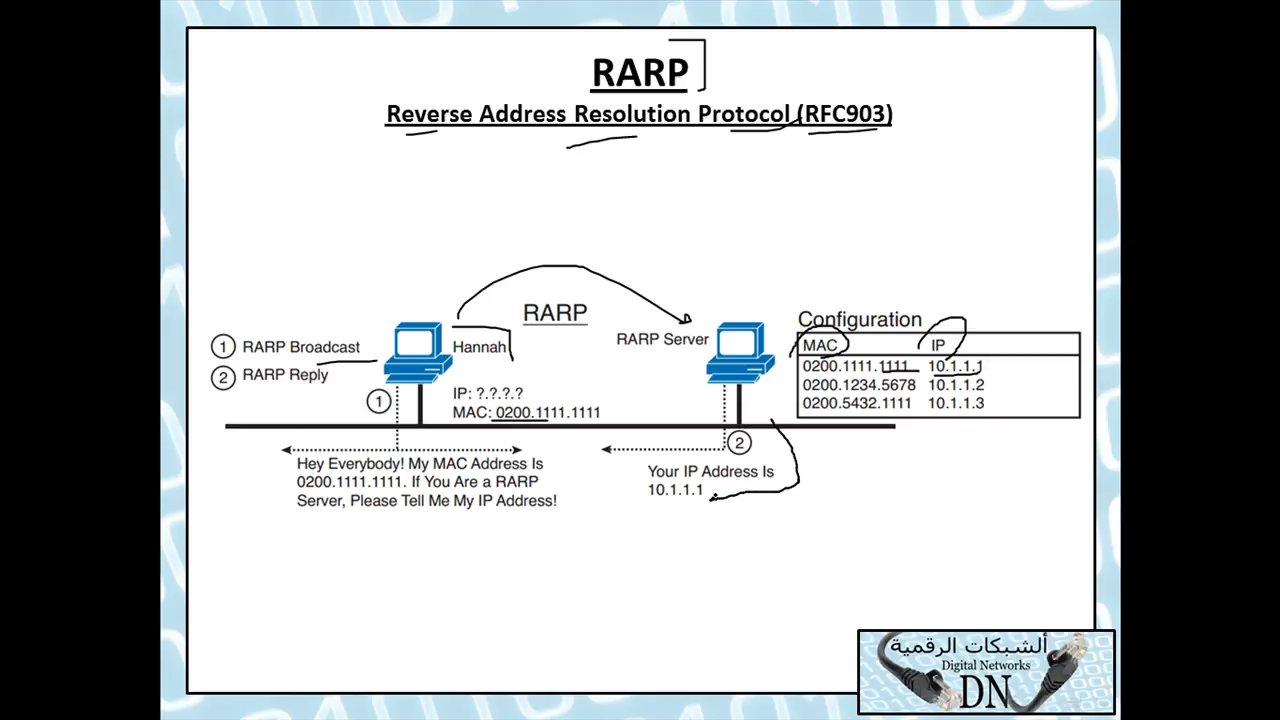 RARP
Reverse Address Resolution Protocol (RFC903)
RARP
Configuration
1 RARP Broadcast
2 RARP Reply
Hannah
RARP Server
MAC IP
0200.1111.1111 10.1.1.1
0200.1234.5678 10.1.1.2
0200.5432.1111 10.1.1.3
1
IP: ?.?.?.?
MAC: 0200.1111.1111
2
Hey Everybody! My MAC Address Is
0200.1111.1111. If You Are a RARP
Server, Please Tell Me My IP Address!
Your IP Address Is
10.1.1.1
ألشبكات الرقمية
Digital Networks
DN